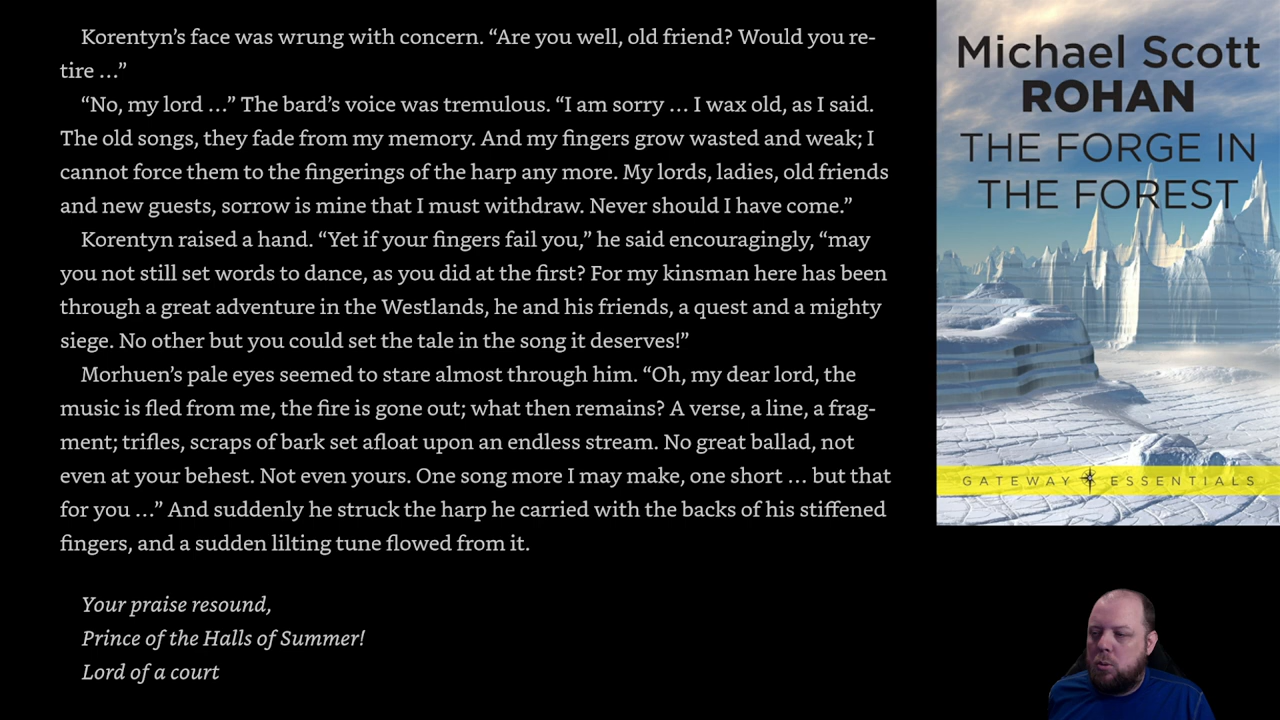 Korentyn’s face was wrung with concern. “Are you well, old friend? Would you re-
tire …”
“No, my lord …” The bard’s voice was tremulous. “I am sorry … I wax old, as I said.
The old songs, they fade from my memory. And my fingers grow wasted and weak; I
cannot force them to the fingerings of the harp any more. My lords, ladies, old friends
and new guests, sorrow is mine that I must withdraw. Never should I have come.”
Korentyn raised a hand. “Yet if your fingers fail you,” he said encouragingly, “may
you not still set words to dance, as you did at the first? For my kinsman here has been
through a great adventure in the Westlands, he and his friends, a quest and a mighty
siege. No other but you could set the tale in the song it deserves!”
Morhuen’s pale eyes seemed to stare almost through him. “Oh, my dear lord, the
music is fled from me, the fire is gone out; what then remains? A verse, a line, a frag-
ment; trifles, scraps of bark set afloat upon an endless stream. No great ballad, not
even at your behest. Not even yours. One song more I may make, one short … but that
for you …” And suddenly he struck the harp he carried with the backs of his stiffened
fingers, and a sudden lilting tune flowed from it.
Your praise resound,
Prince of the Halls of Summer!
Lord of a court
Michael Scott
ROHAN
THE FORGE IN
THE FOREST
GATEWAY ESSENTIALS